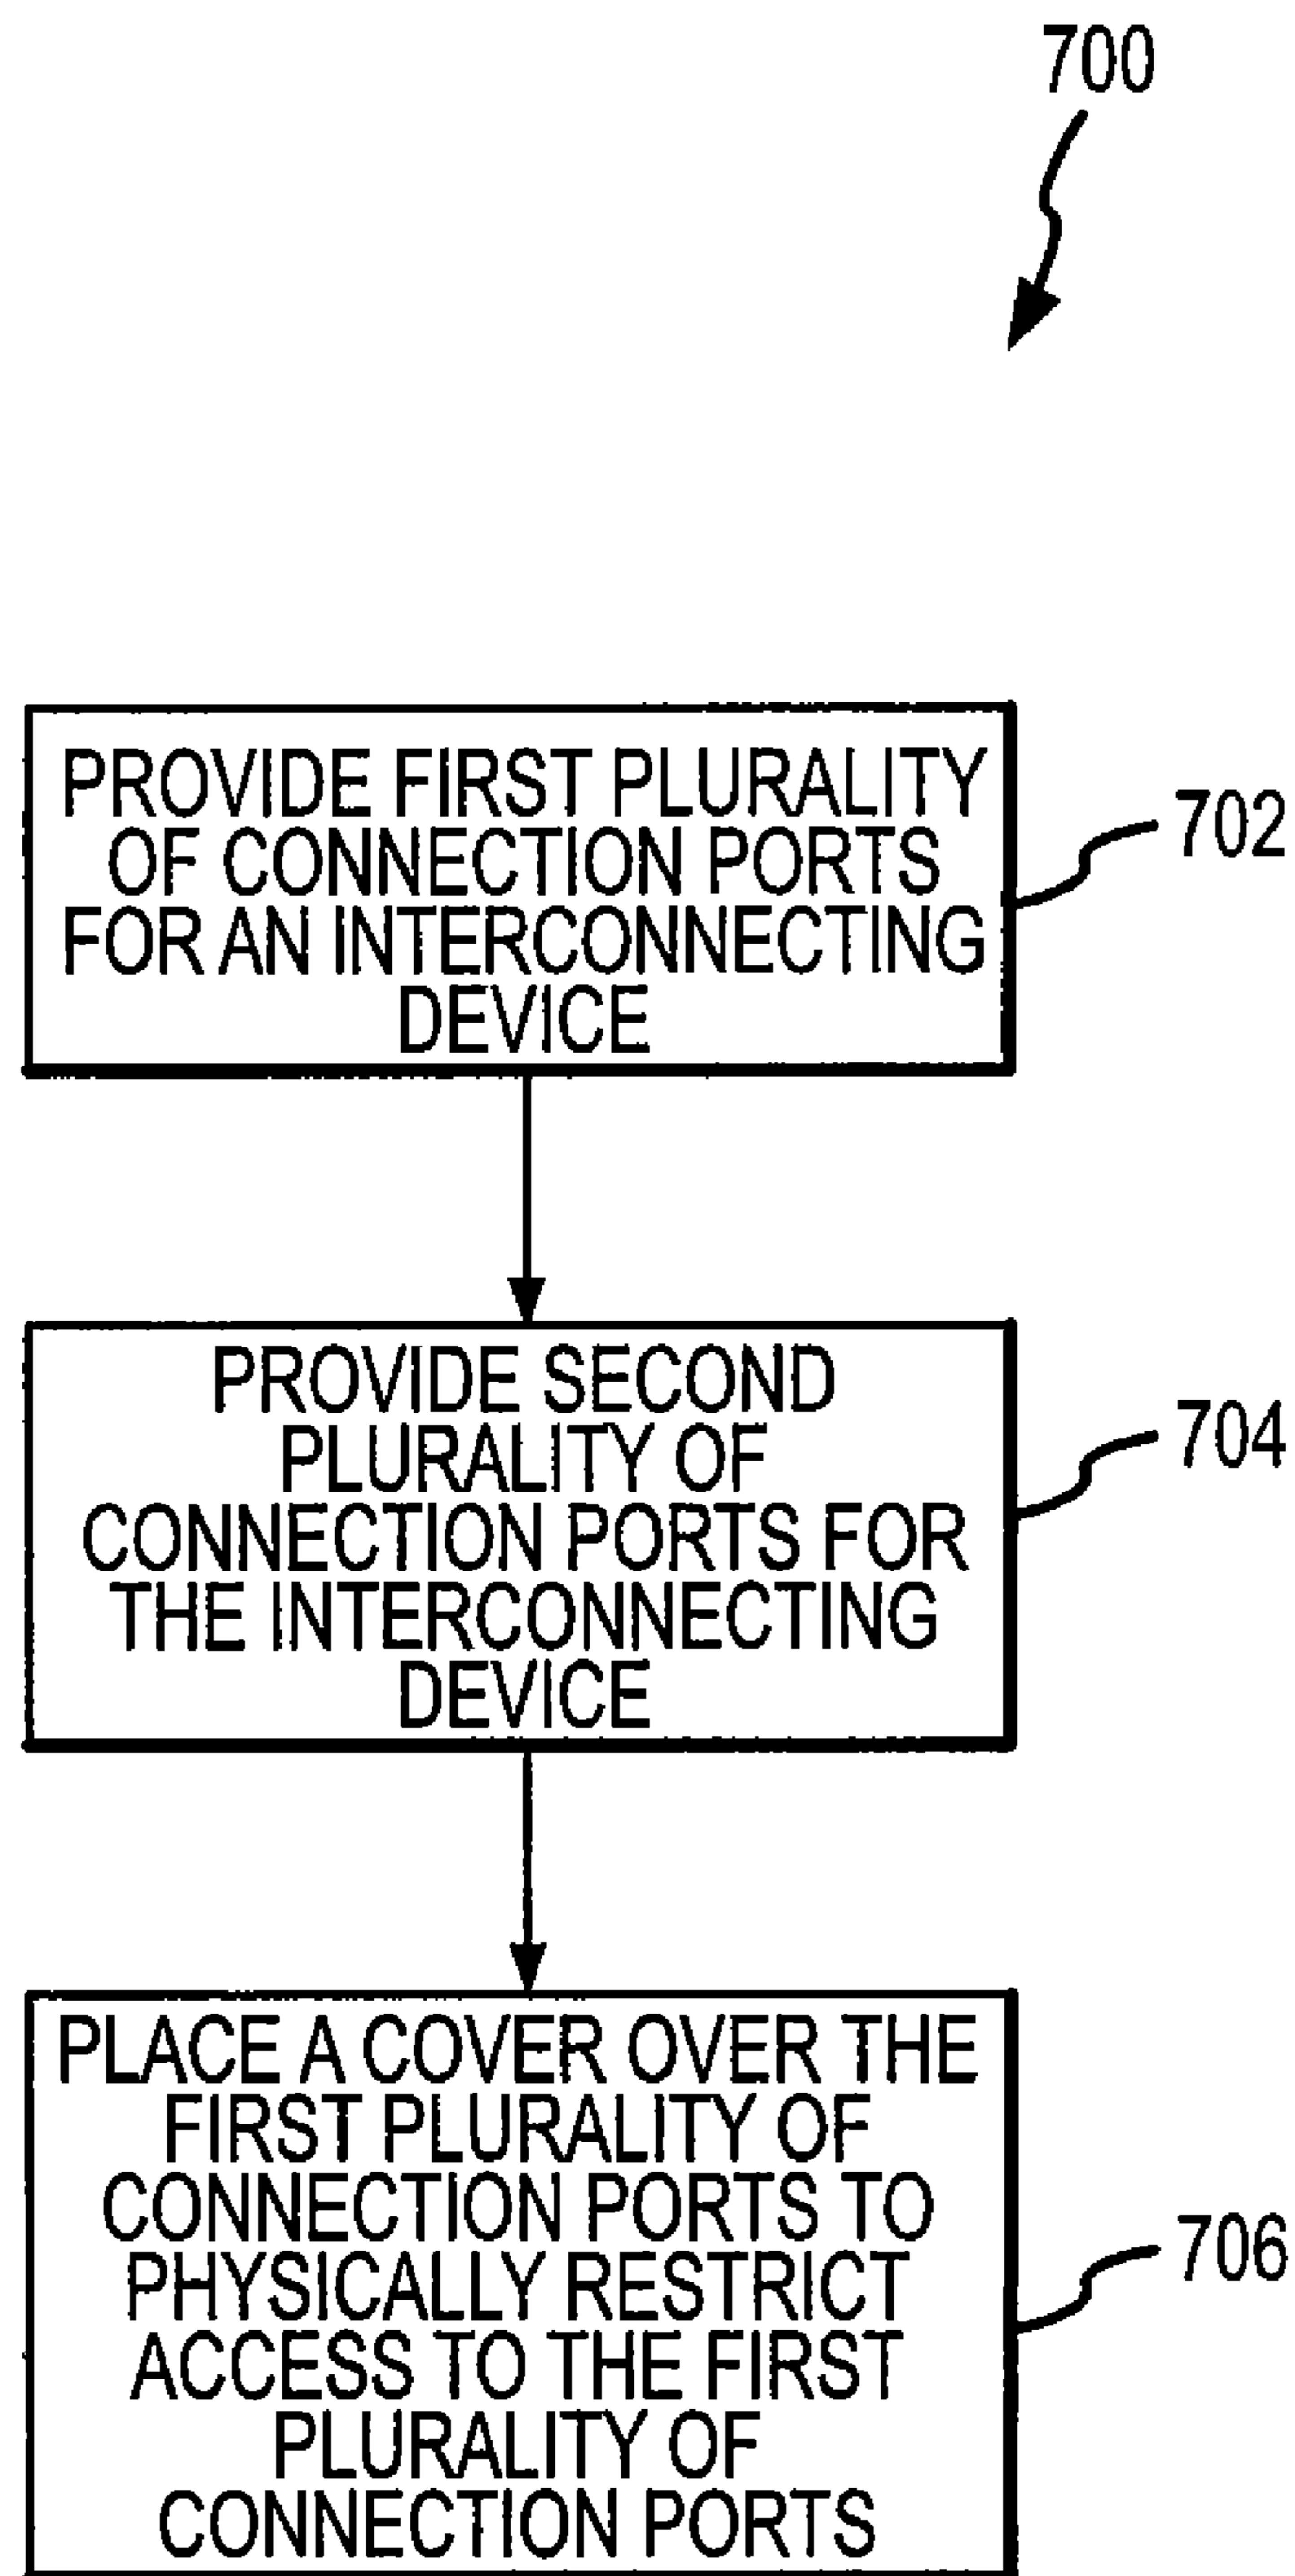 700
PROVIDE FIRST PLURALITY
OF CONNECTION PORTS
FOR AN INTERCONNECTING
DEVICE
702
PROVIDE SECOND
PLURALITY OF
CONNECTION PORTS FOR
THE INTERCONNECTING
DEVICE
704
PLACE A COVER OVER THE
FIRST PLURALITY OF
CONNECTION PORTS TO
PHYSICALLY RESTRICT
ACCESS TO THE FIRST
PLURALITY OF
CONNECTION PORTS
706